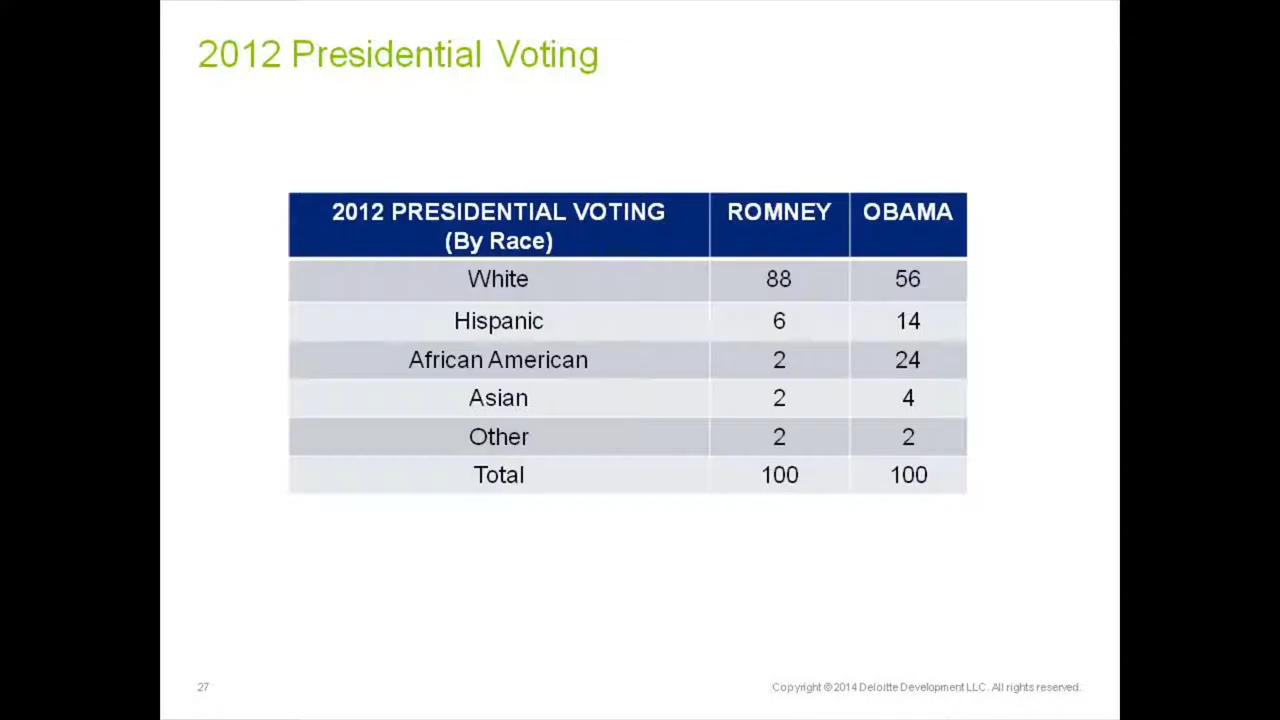 2012 Presidential Voting
2012 PRESIDENTIAL VOTING
(By Race)
ROMNEY
OBAMA
White 88 56
Hispanic 6 14
African American 2 24
Asian 2 4
Other 2 2
Total 100 100
27
Copyright © 2014 Deloitte Development LLC. All rights reserved.